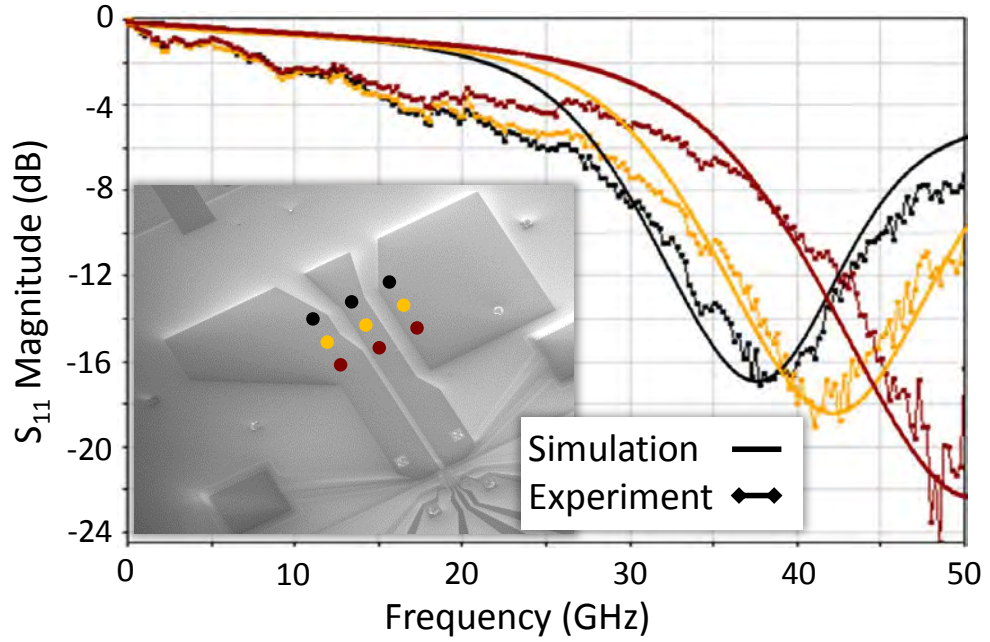 S11 Magnitude (dB)
0
-4
-8
-12
-16
-20
-24
Simulation
Experiment
0 10 20 30 40 50
Frequency (GHz)